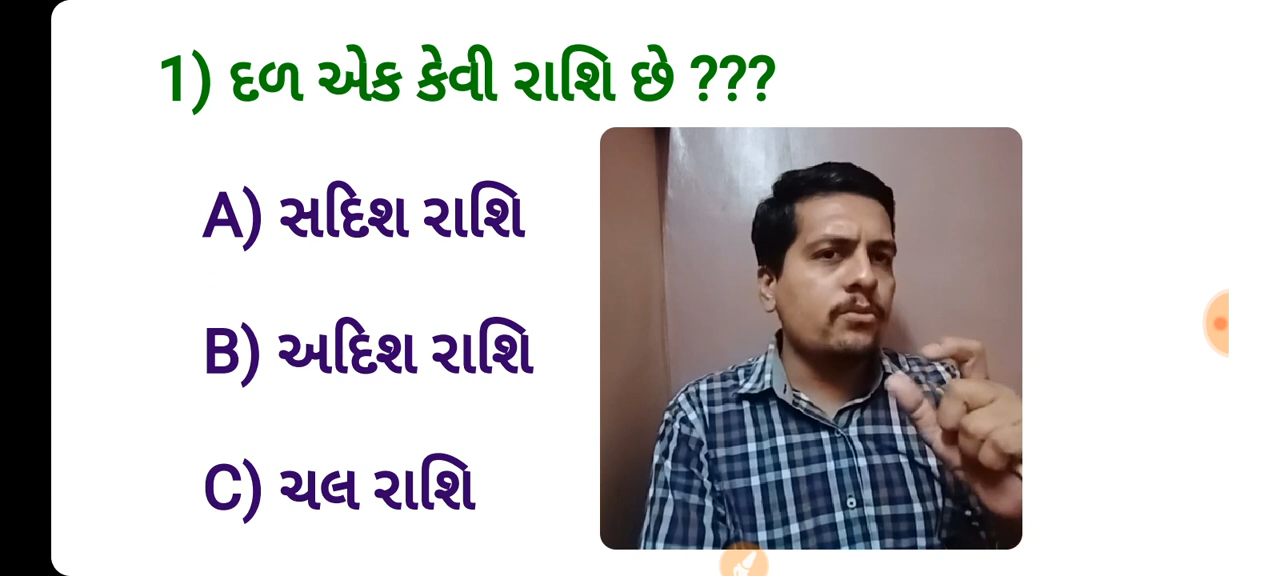 1) દળ એક કેવી રાશિ છે ???
A) સદિશ રાશિ
B) અદિશ રાશિ
C) ચલ રાશિ